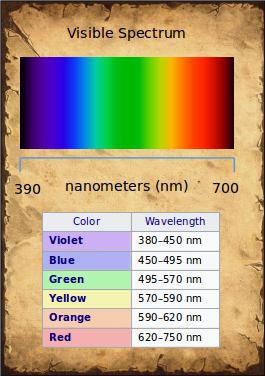 Visible Spectrum
390 nanometers (nm) 700
Color Wavelength
Violet 380–450 nm
Blue 450–495 nm
Green 495–570 nm
Yellow 570–590 nm
Orange 590–620 nm
Red 620–750 nm